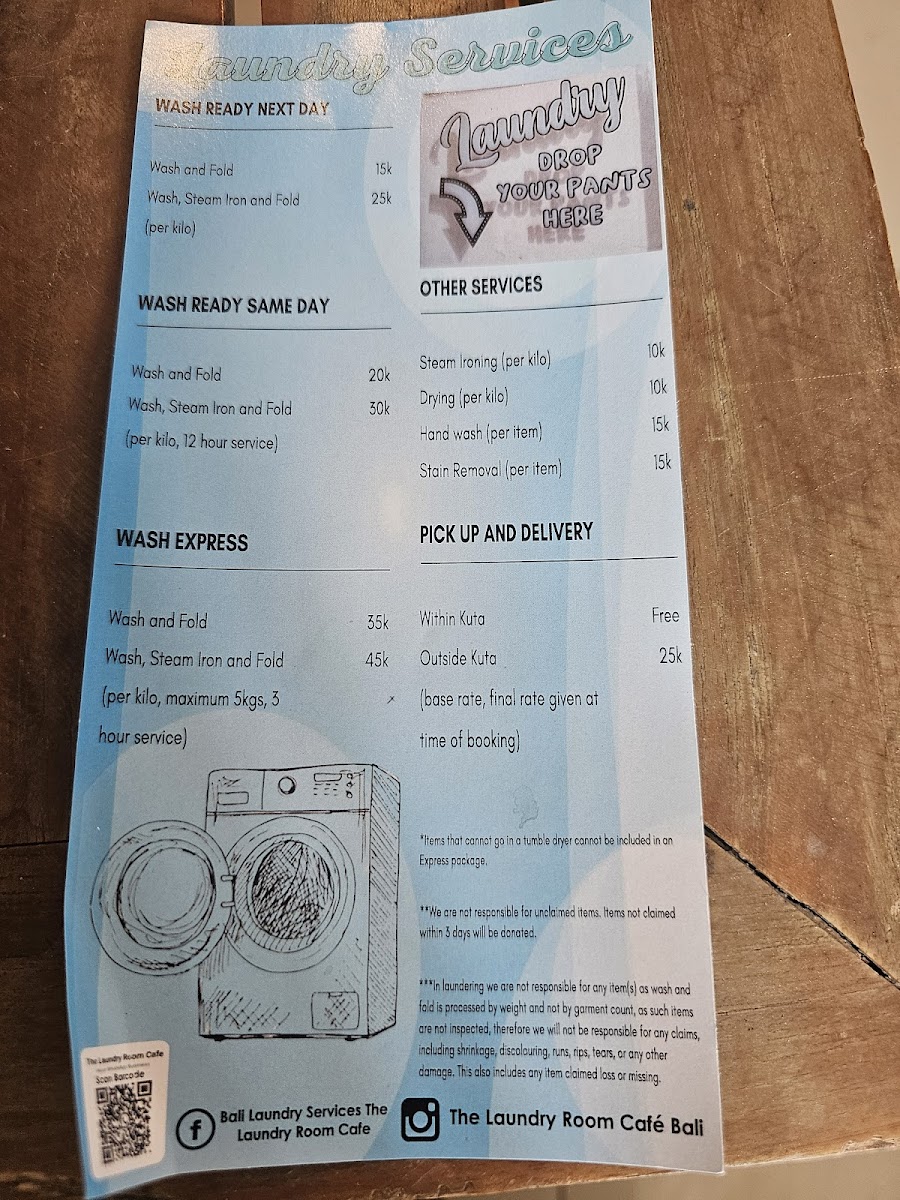 Laundry Services
WASH READY NEXT DAY
Wash and Fold 15k
Wash, Steam Iron and Fold 25k
(per kilo)
WASH READY SAME DAY
Wash and Fold 20k
Wash, Steam Iron and Fold 30k
(per kilo, 12 hour service)
WASH EXPRESS
Wash and Fold 35k
Wash, Steam Iron and Fold 45k
(per kilo, maximum 5kgs, 3
hour service)
Laundry
DROP
YOUR PANTS
HERE
OTHER SERVICES
Steam Ironing (per kilo) 10k
Drying (per kilo) 10k
Hand wash (per item) 15k
Stain Removal (per item) 15k
PICK UP AND DELIVERY
Within Kuta Free
Outside Kuta 25k
(base rate, final rate given at
time of booking)
*Items that cannot go in a tumble dryer cannot be included in an
Express package.
**We are not responsible for unclaimed items. Items not claimed
within 3 days will be donated.
***In laundering we are not responsible for any item(s) as wash and
fold is processed by weight and not by garment count, as such items
are not inspected, therefore we will not be responsible for any claims,
including shrinkage, discolouring, runs, rips, tears, or any other
damage. This also includes any item claimed loss or missing.
The Laundry Room Cafe
Scan Barcode
Bali Laundry Services The
Laundry Room Cafe
The Laundry Room Café Bali